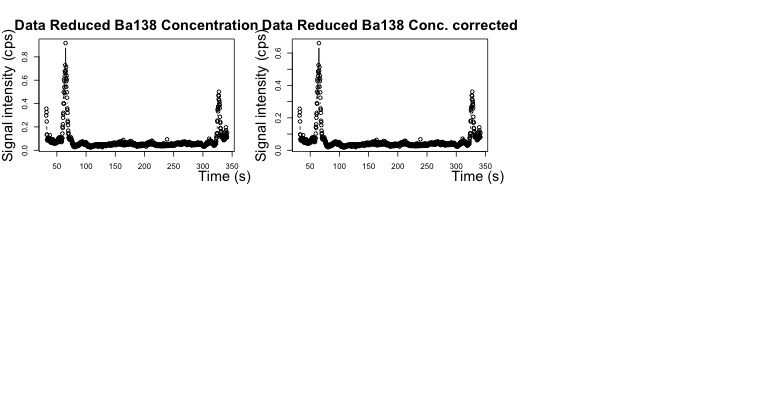 Data Reduced Ba138 Concentration
Signal intensity (cps)
0.0 0.2 0.4 0.6 0.8
50 100 150 200 250 300 350
Time (s)
Data Reduced Ba138 Conc. corrected
Signal intensity (cps)
0.0 0.2 0.4 0.6
50 100 150 200 250 300 350
Time (s)